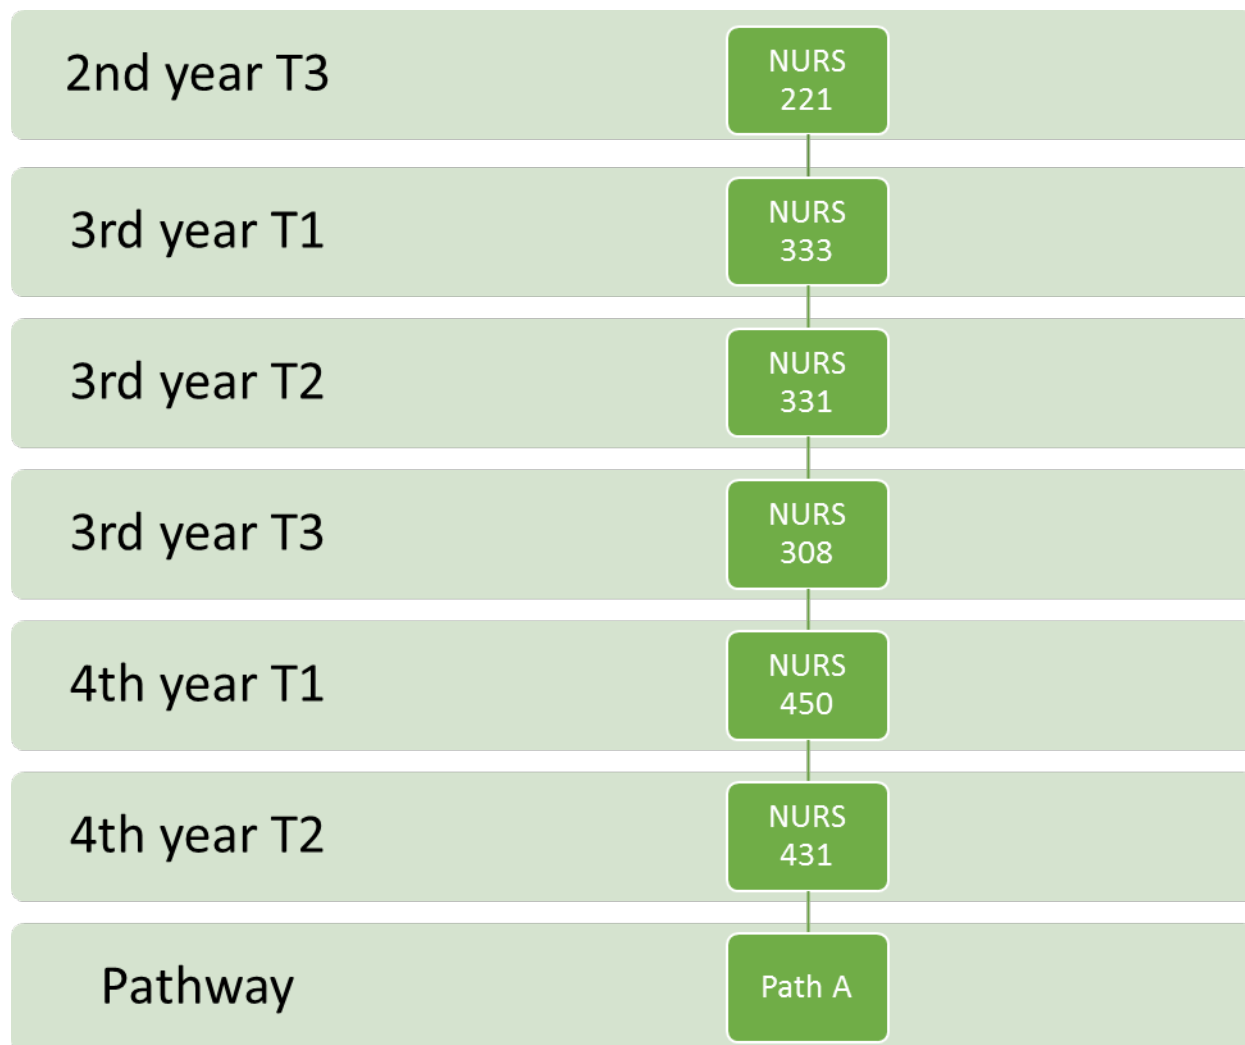 2nd year T3
NURS
221
3rd year T1
NURS
333
3rd year T2
NURS
331
3rd year T3
NURS
308
4th year T1
NURS
450
4th year T2
NURS
431
Pathway
Path A